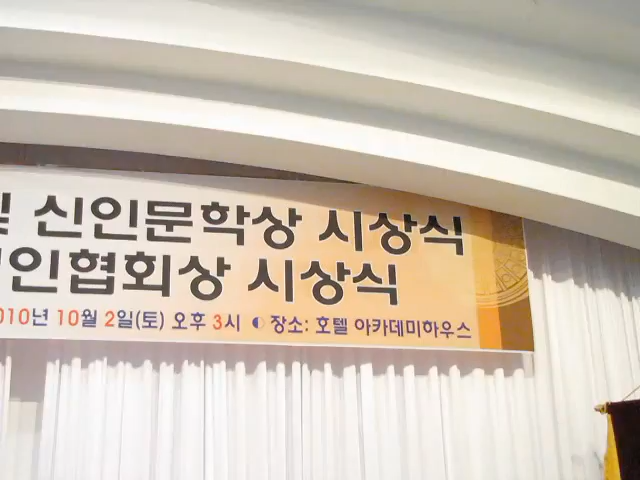 및 신인문학상 시상식
인협회상 시상식
2010년 10월 2일(토) 오후 3시 ◐ 장소: 호텔 아카데미하우스